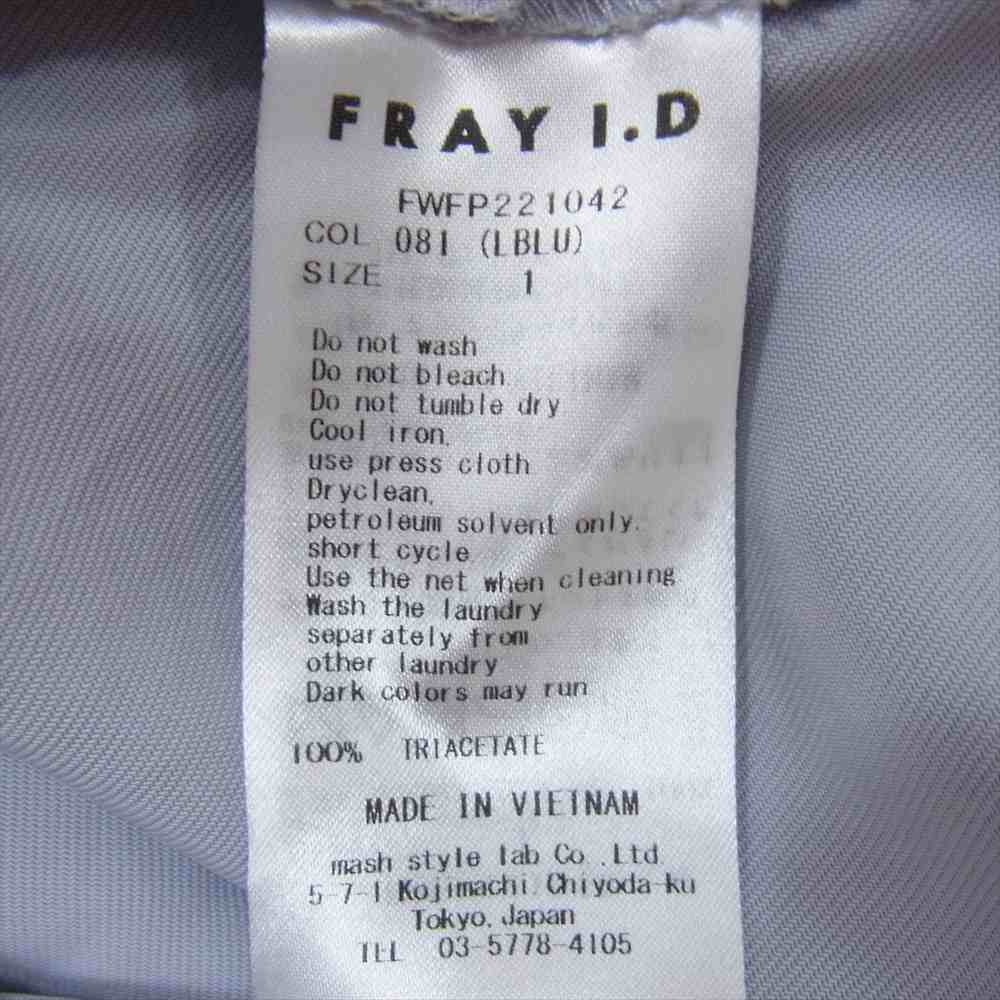 FRAY I.D
FWFP221042
COL 081 (LBLU)
SIZE 1
Do not wash
Do not bleach
Do not tumble dry
Cool iron,
use press cloth
Dryclean,
petroleum solvent only.
short cycle
Use the net when cleaning
Wash the laundry
separately from
other laundry
Dark colors may run
100% TRIACETATE
MADE IN VIETNAM
mash style lab Co.,Ltd
5-7-1 Kojimachi.Chiyoda-ku
Tokyo.Japan
TEL 03-5778-4105